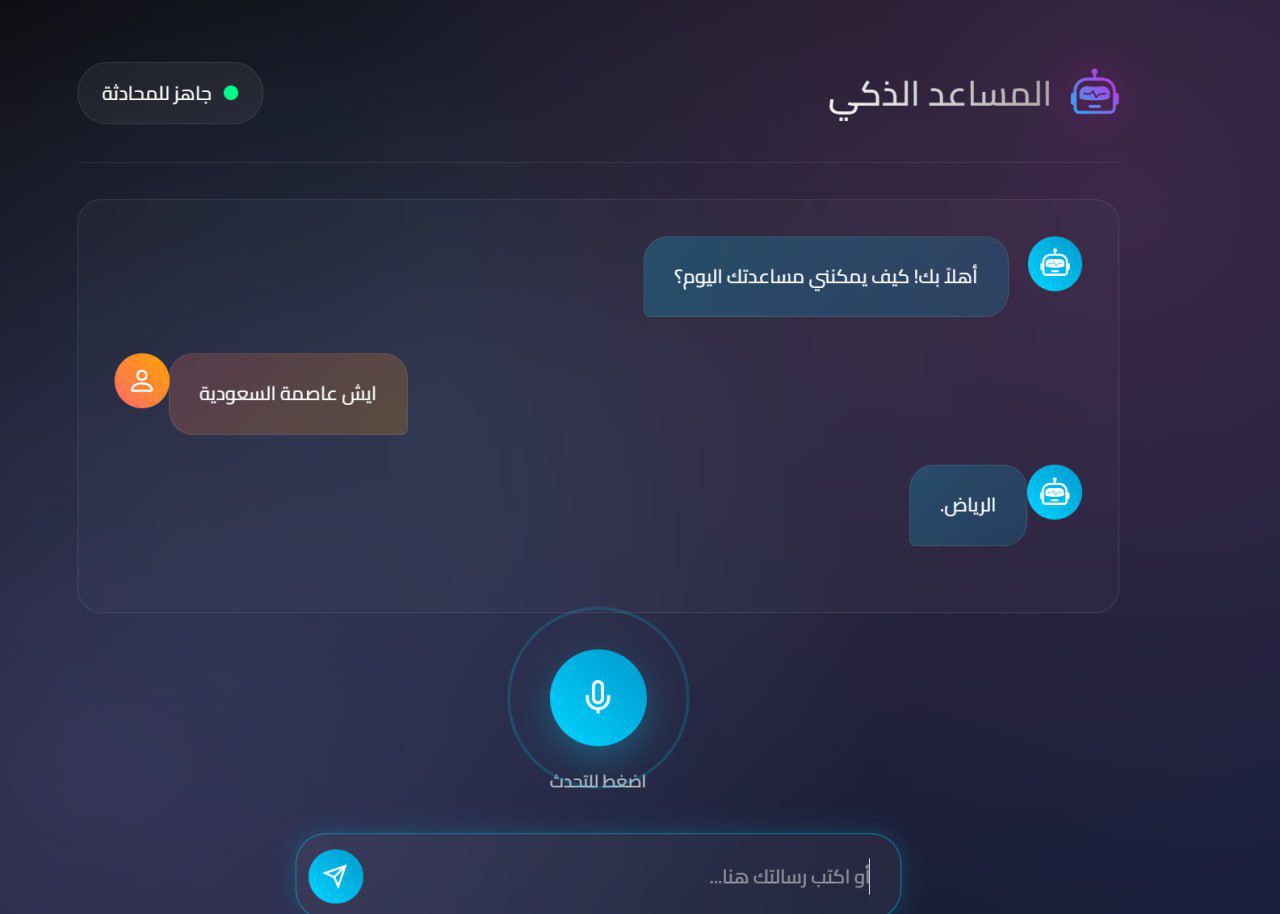 المساعد الذكي
جاهز للمحادثة
أهلاً بك! كيف يمكنني مساعدتك اليوم؟
ايش عاصمة السعودية
الرياض.
اضغط للتحدث
أو اكتب رسالتك هنا...